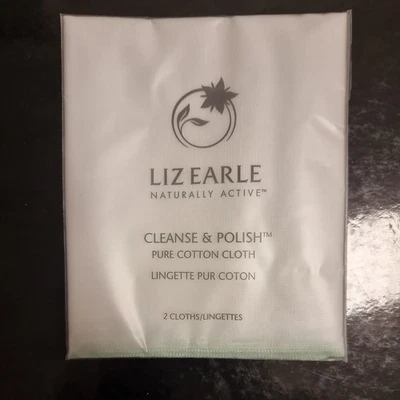 LIZ EARLE
NATURALLY ACTIVE™
CLEANSE & POLISH™
PURE COTTON CLOTH
LINGETTE PUR COTON
2 CLOTHS/LINGETTES